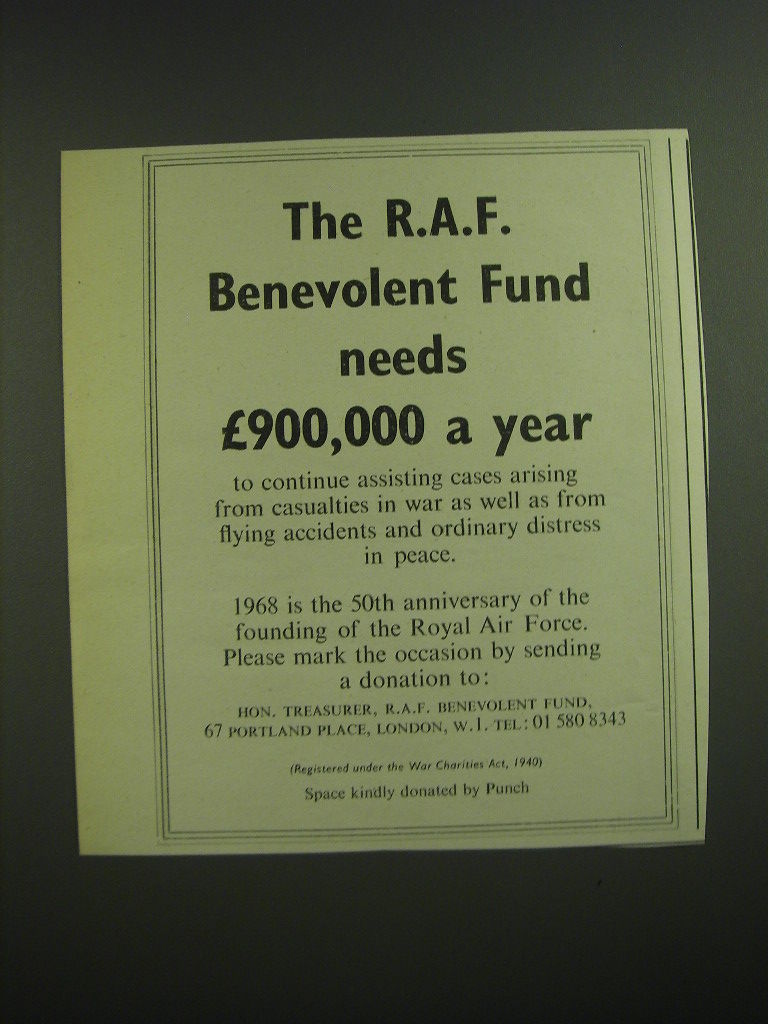 The R.A.F.
Benevolent Fund
needs
£900,000 a year
to continue assisting cases arising
from casualties in war as well as from
flying accidents and ordinary distress
in peace.
1968 is the 50th anniversary of the
founding of the Royal Air Force.
Please mark the occasion by sending
a donation to:
HON. TREASURER, R.A.F. BENEVOLENT FUND,
67 PORTLAND PLACE, LONDON, W.1. TEL: 01 580 8343
(Registered under the War Charities Act, 1940)
Space kindly donated by Punch